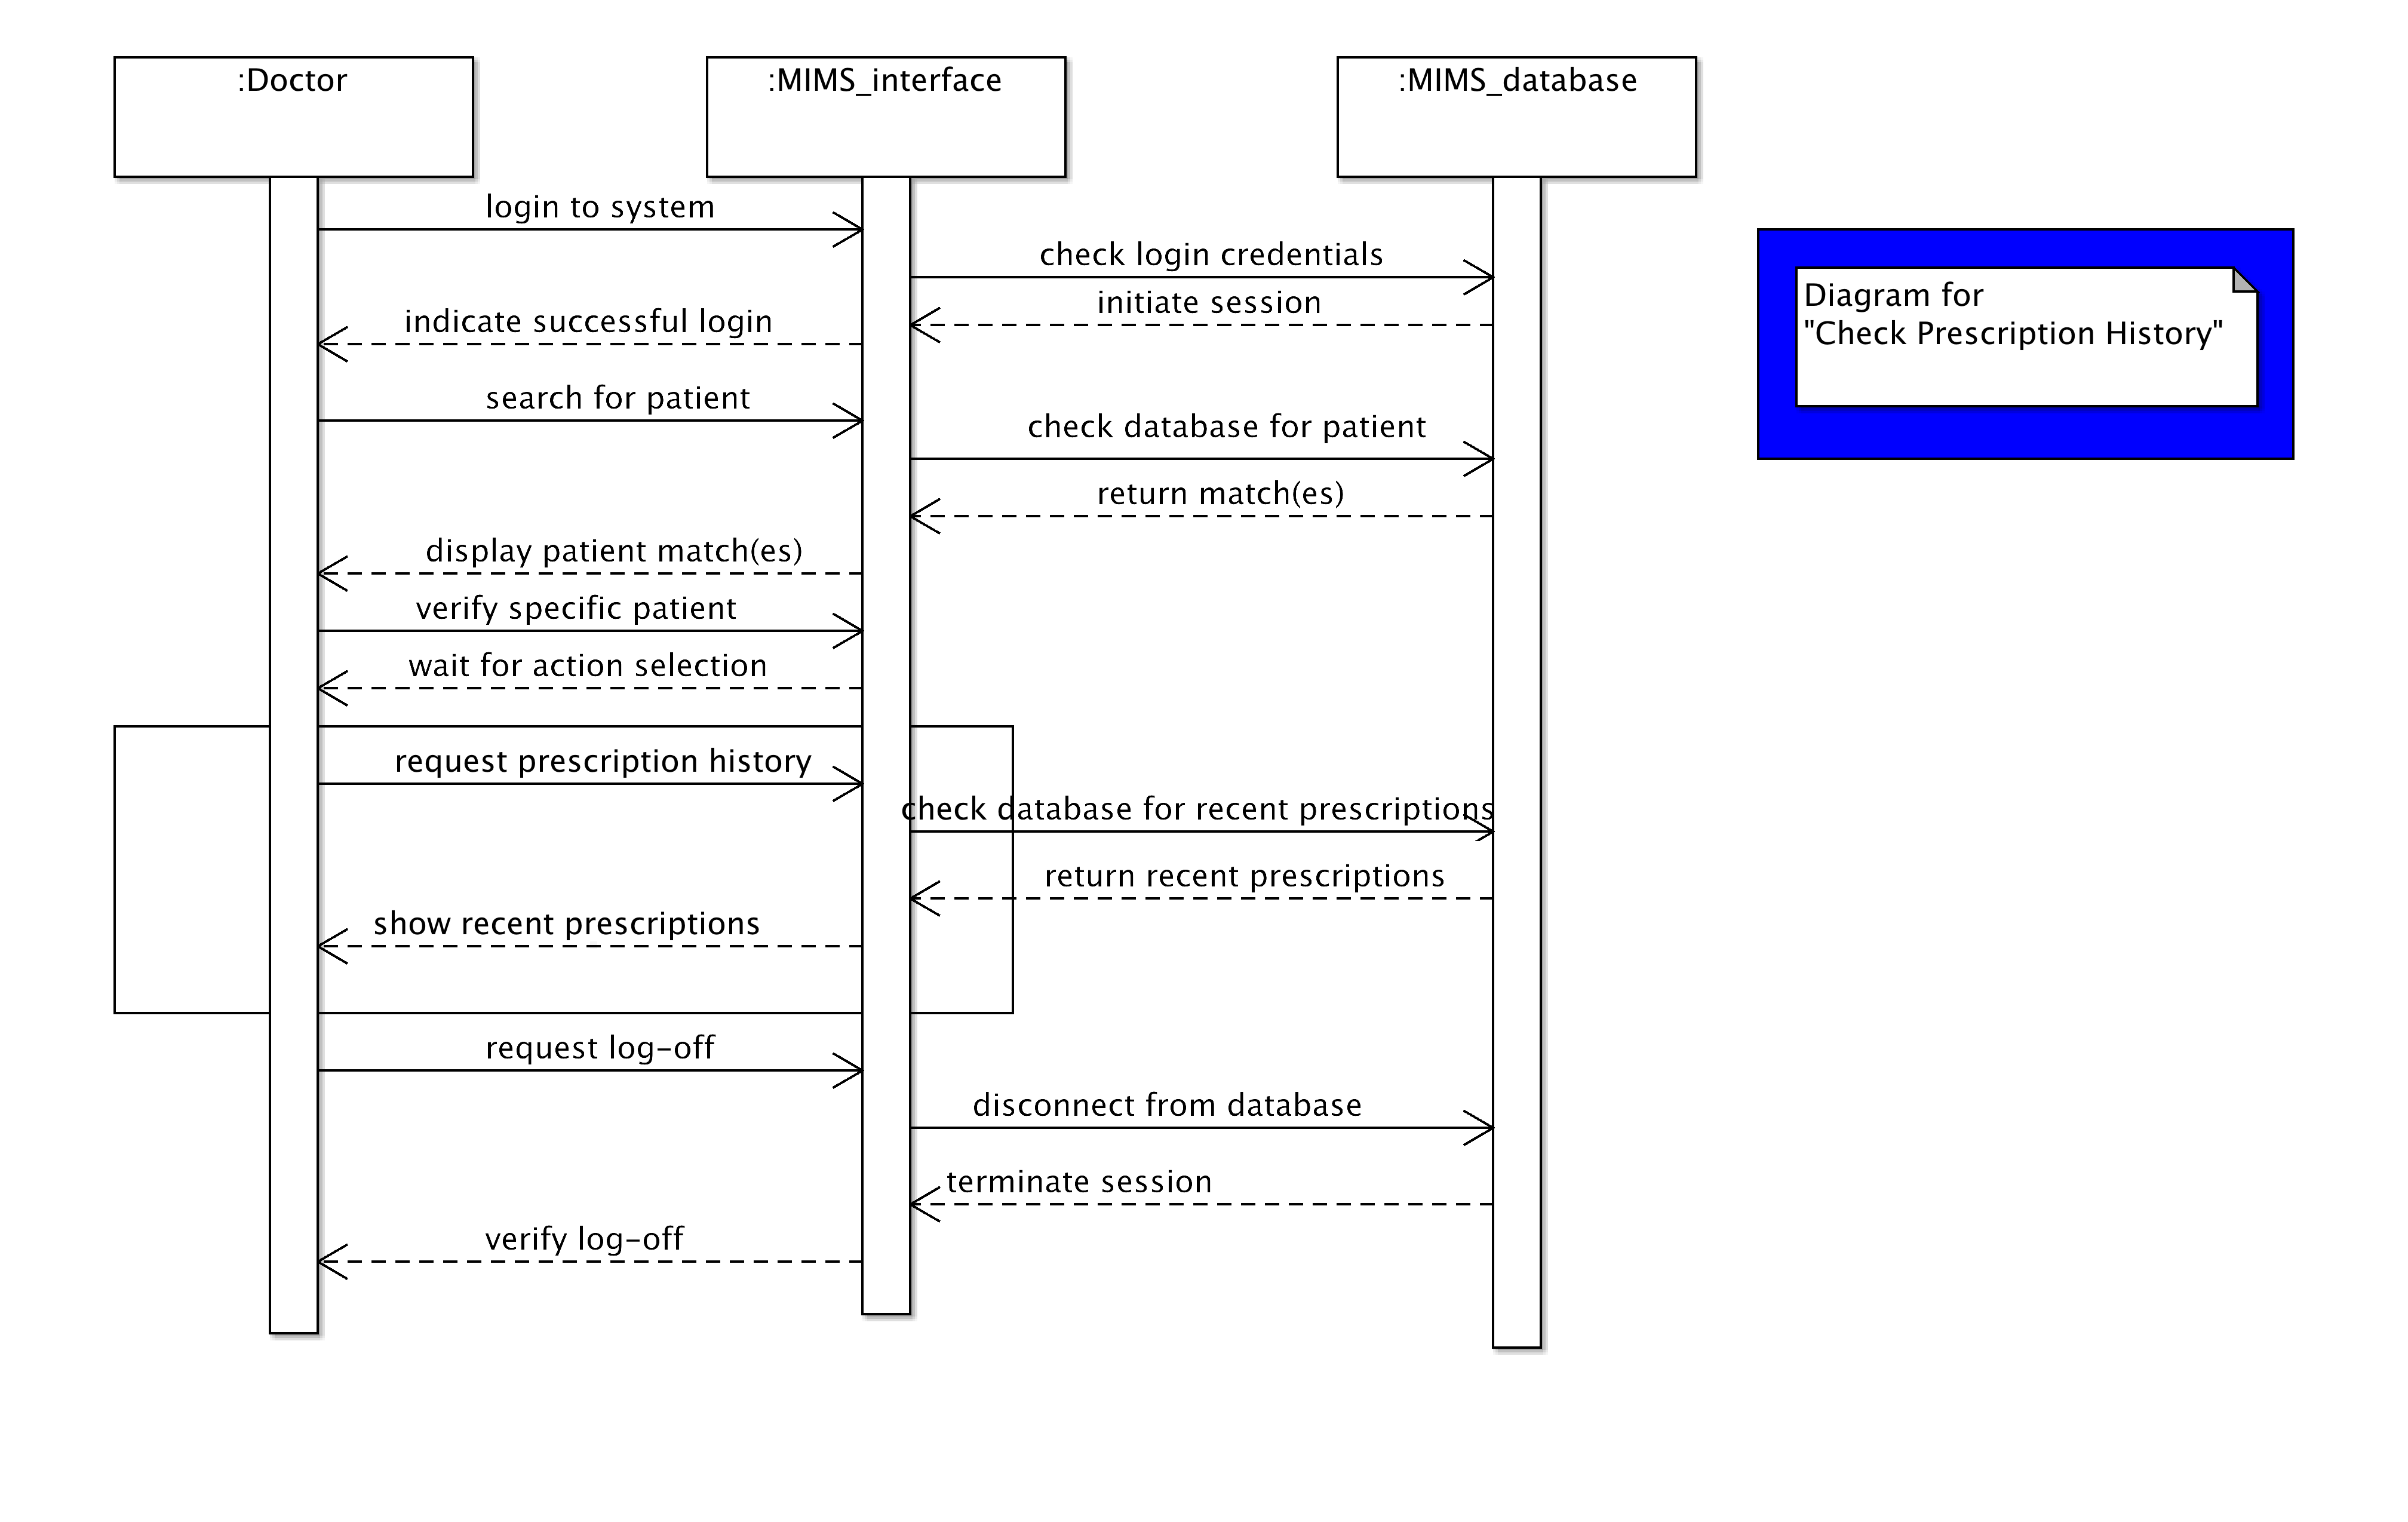 :Doctor
:MIMS_interface
:MIMS_database
login to system
check login credentials
initiate session
indicate successful login
Diagram for
"Check Prescription History"
search for patient
check database for patient
return match(es)
display patient match(es)
verify specific patient
wait for action selection
request prescription history
check database for recent prescriptions
return recent prescriptions
show recent prescriptions
request log-off
disconnect from database
terminate session
verify log-off